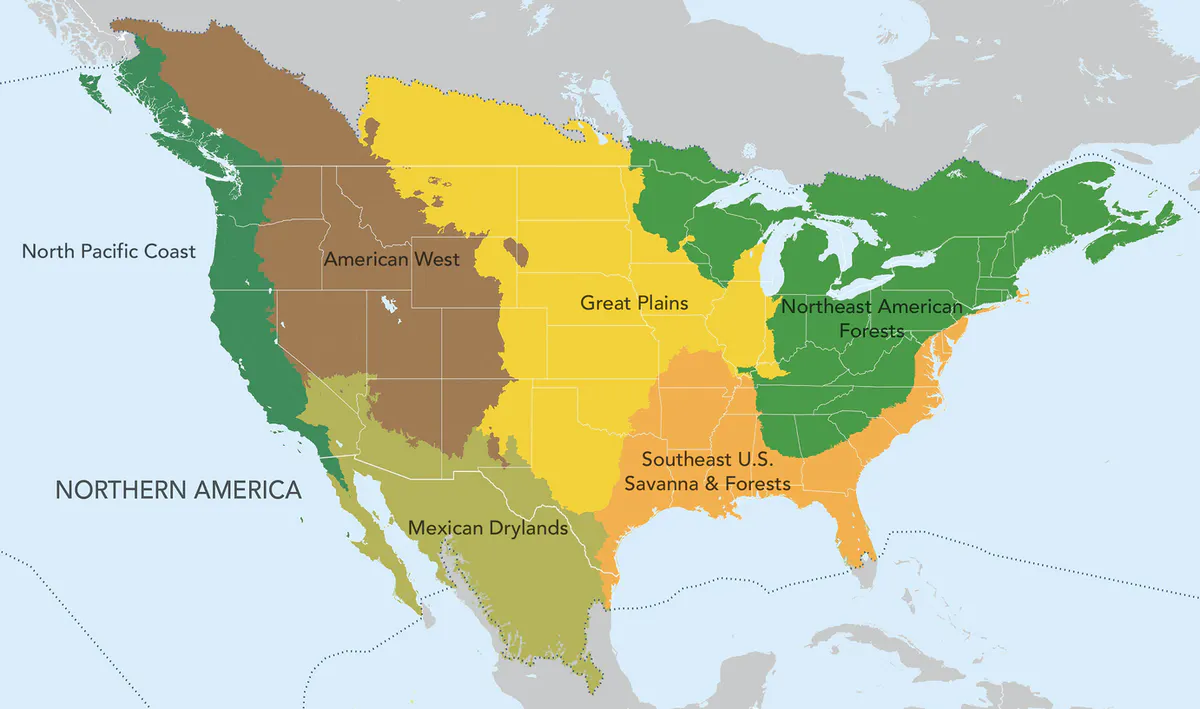 North Pacific Coast
American West
Great Plains
Northeast American
Forests
Southeast U.S.
Savanna & Forests
NORTHERN AMERICA
Mexican Drylands